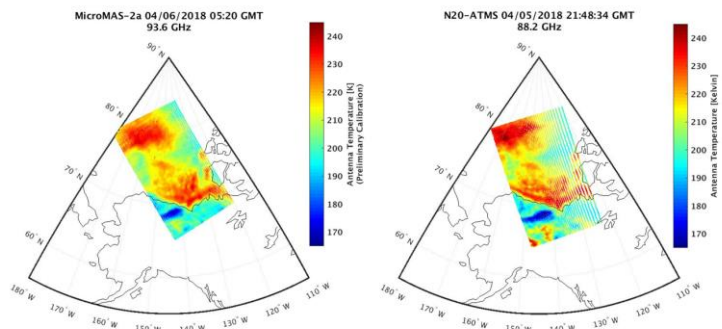 MicroMAS-2a 04/06/2018 05:20 GMT
93.6 GHz
90° N
80° N
70° N
60° N
180° W
170° W
160° W
150° W
140° W
130° W
120° W
110° W
240
230
220
210
200
190
180
170
Antenna Temperature [K]
(Preliminary Calibration)
N20-ATMS 04/05/2018 21:48:34 GMT
88.2 GHz
90° N
80° N
70° N
60° N
180° W
170° W
160° W
150° W
140° W
130° W
120° W
110° W
240
230
220
210
200
190
180
170
Antenna Temperature [Kelvin]